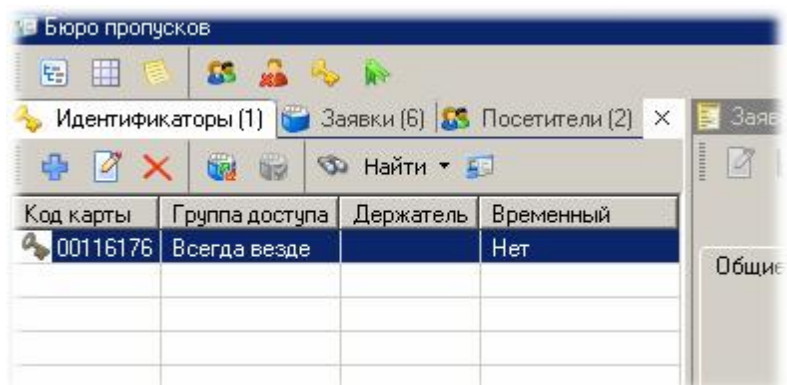 Бюро пропусков
Идентификаторы (1) Заявки (6) Посетители (2)
Найти
Код карты Группа доступа Держатель Временный
00116176 Всегда везде Нет
Общие